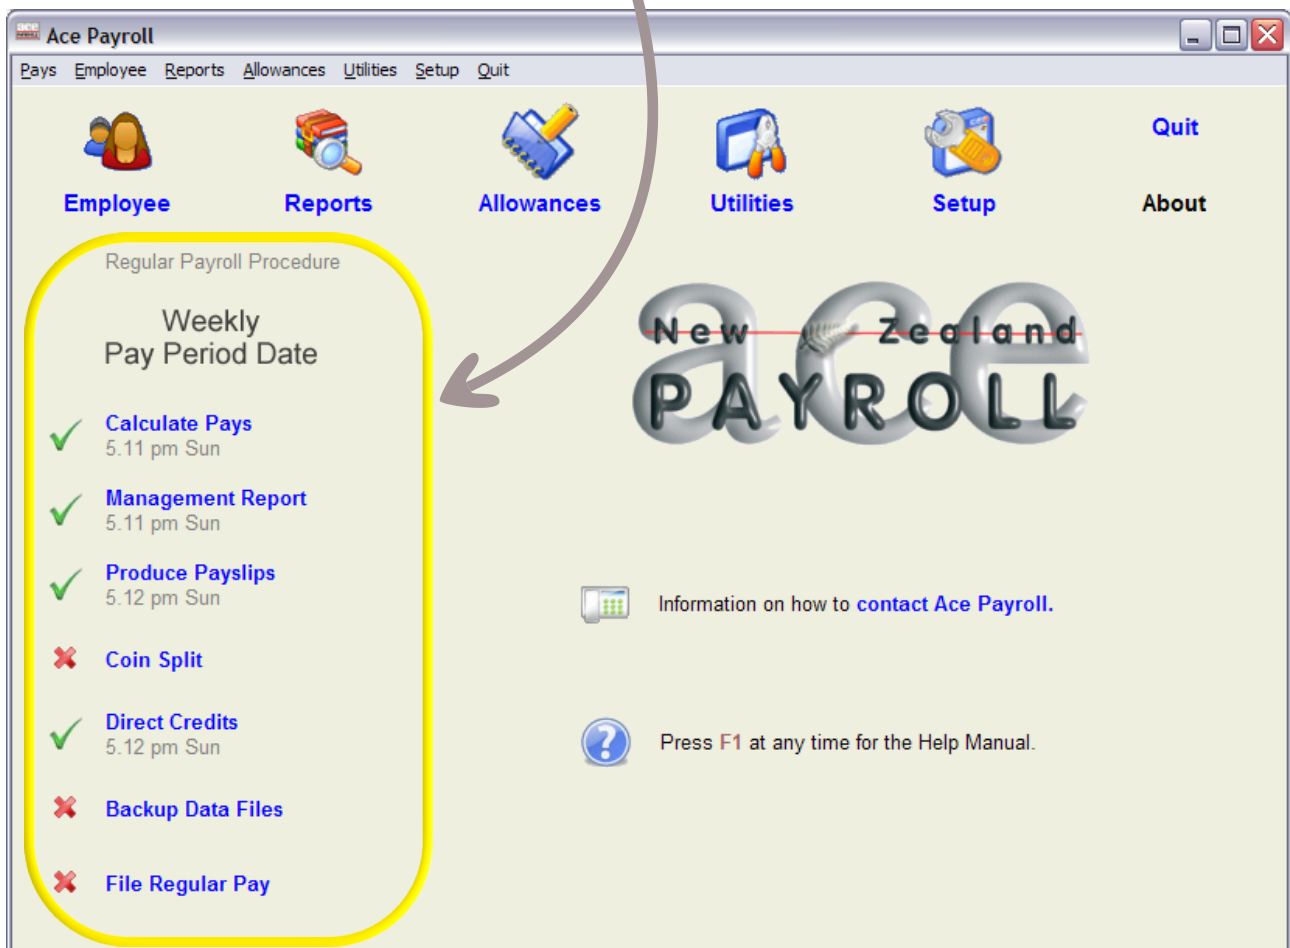 Ace Payroll
Pays Employee Reports Allowances Utilities Setup Quit
Quit
Employee Reports Allowances Utilities Setup About
Regular Payroll Procedure
Weekly
Pay Period Date
Calculate Pays
5.11 pm Sun
Management Report
5.11 pm Sun
Produce Payslips
5.12 pm Sun
Coin Split
Direct Credits
5.12 pm Sun
Backup Data Files
File Regular Pay
ace
New Zealand
PAYROLL
Information on how to contact Ace Payroll.
Press F1 at any time for the Help Manual.